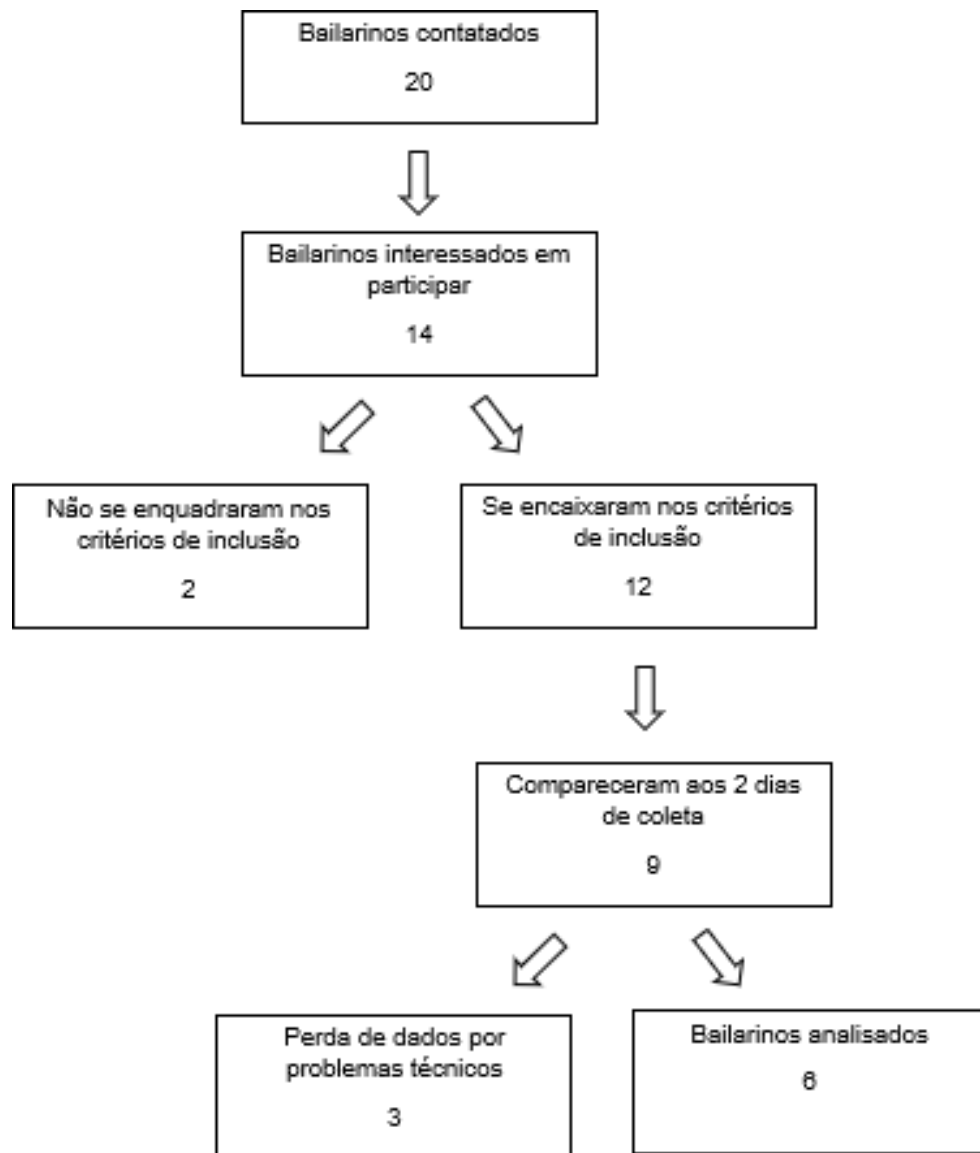 Bailarinos contatados
20
Bailarinos interessados em
participar
14
Não se enquadraram nos
critérios de inclusão
2
Se encaixaram nos critérios
de inclusão
12
Compareceram aos 2 dias
de coleta
9
Perda de dados por
problemas técnicos
3
Bailarinos analisados
6